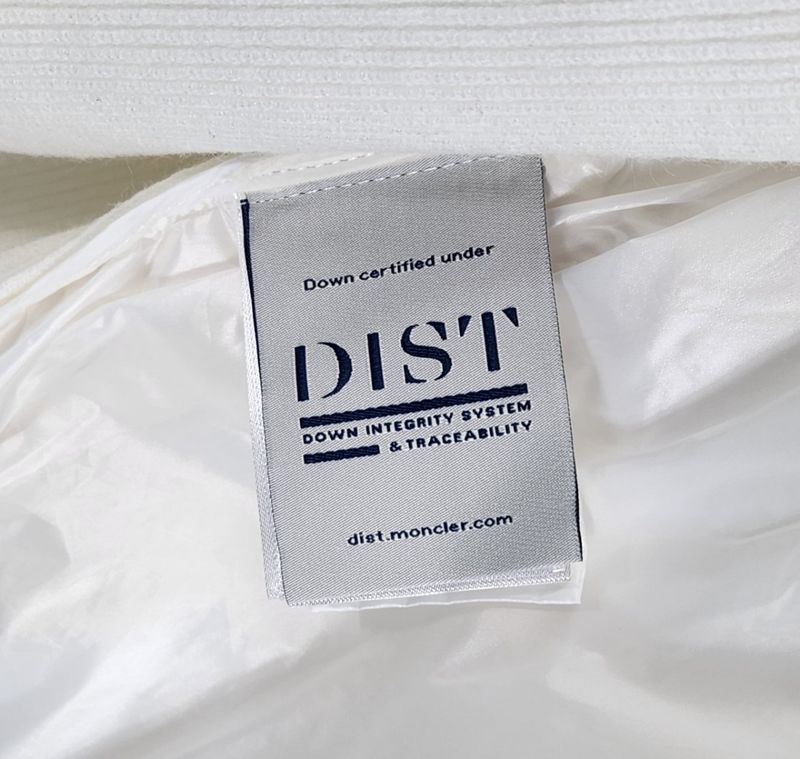 Down certified under
DIST
DOWN INTEGRITY SYSTEM
& TRACEABILITY
dist.moncler.com